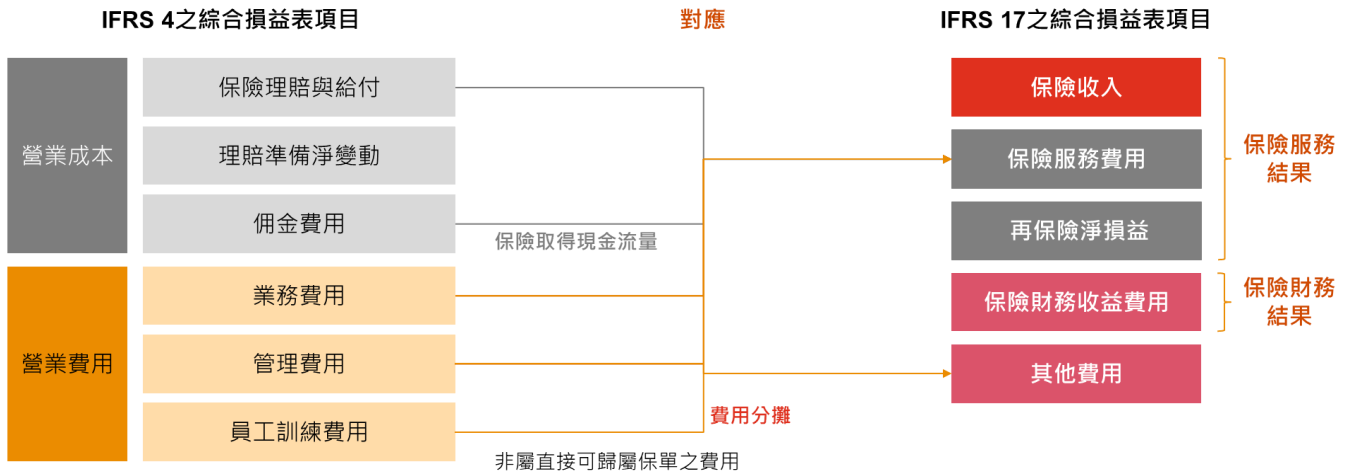 IFRS 4之綜合損益表項目
對應
IFRS 17之綜合損益表項目
營業成本
保險理賠與給付
理賠準備淨變動
佣金費用
保險取得現金流量
營業費用
業務費用
管理費用
員工訓練費用
費用分攤
非屬直接可歸屬保單之費用
保險收入
保險服務費用
再保險淨損益
保險服務
結果
保險財務收益費用
保險財務
結果
其他費用